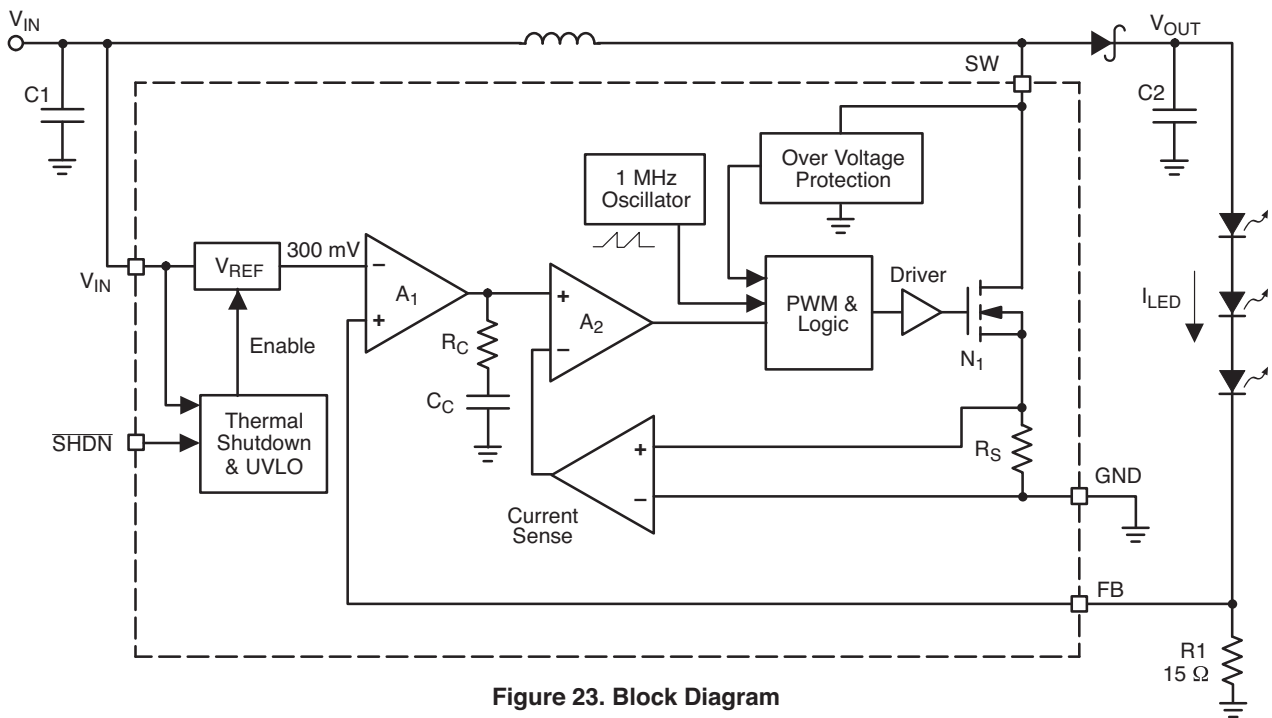 VIN
VOUT
SW
C1
C2
Over Voltage
Protection
1 MHz
Oscillator
300 mV
VREF
VIN
–
+
A1
Enable
RC
CC
+
–
A2
PWM &
Logic
Driver
N1
ILED
SHDN
Thermal
Shutdown
& UVLO
+
–
Current
Sense
RS
GND
FB
R1
15 Ω
Figure 23. Block Diagram